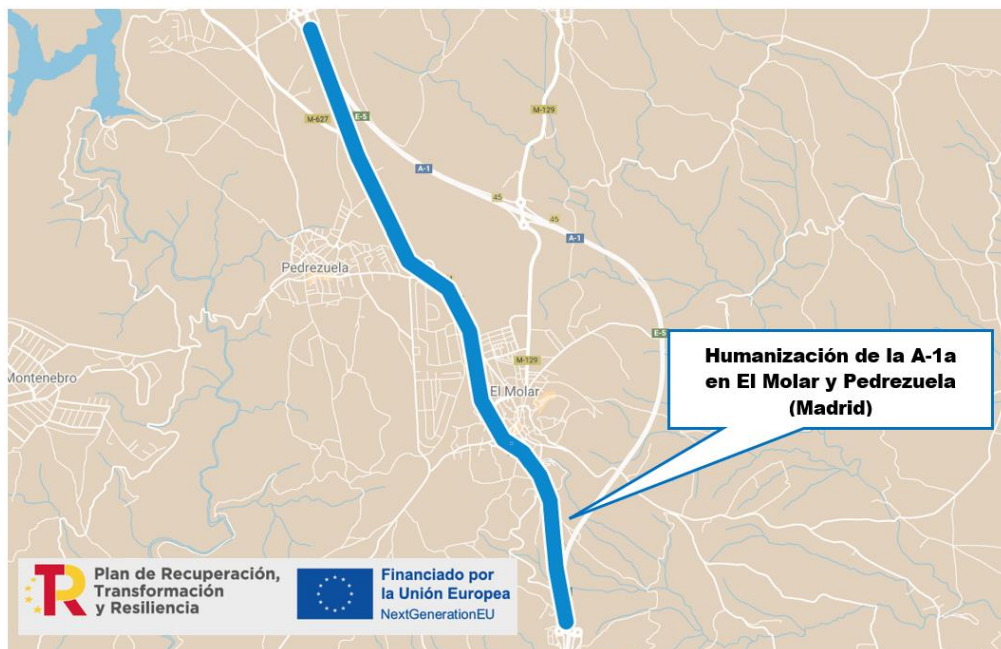 M-129
E-5
M-627
A-1
45
45
A-1
Pedrezuela
E-5
M-129
Montenebro
El Molar
Humanización de la A-1a
en El Molar y Pedrezuela
(Madrid)
Plan de Recuperación,
Transformación
y Resiliencia
Financiado por
la Unión Europea
NextGenerationEU